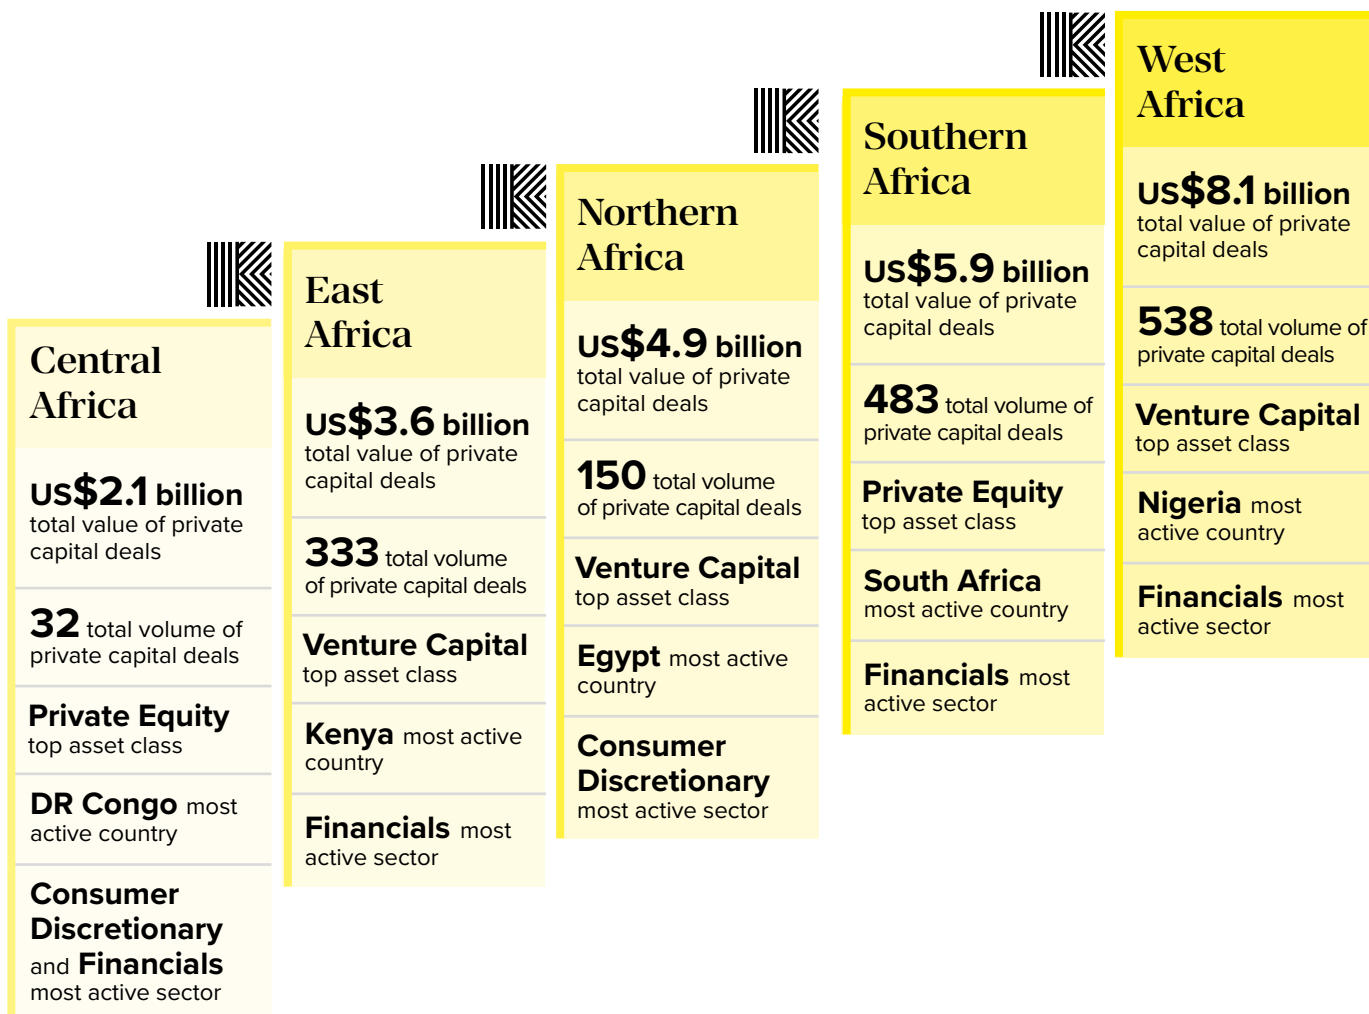 Central
Africa
US$2.1 billion
total value of private
capital deals
32 total volume of
private capital deals
Private Equity
top asset class
DR Congo most
active country
Consumer
Discretionary
and Financials
most active sector
East
Africa
US$3.6 billion
total value of private
capital deals
333 total volume
of private capital deals
Venture Capital
top asset class
Kenya most active
country
Financials most
active sector
Northern
Africa
US$4.9 billion
total value of private
capital deals
150 total volume
of private capital deals
Venture Capital
top asset class
Egypt most active
country
Consumer
Discretionary
most active sector
Southern
Africa
US$5.9 billion
total value of private
capital deals
483 total volume of
private capital deals
Private Equity
top asset class
South Africa
most active country
Financials most
active sector
West
Africa
US$8.1 billion
total value of private
capital deals
538 total volume of
private capital deals
Venture Capital
top asset class
Nigeria most
active country
Financials most
active sector